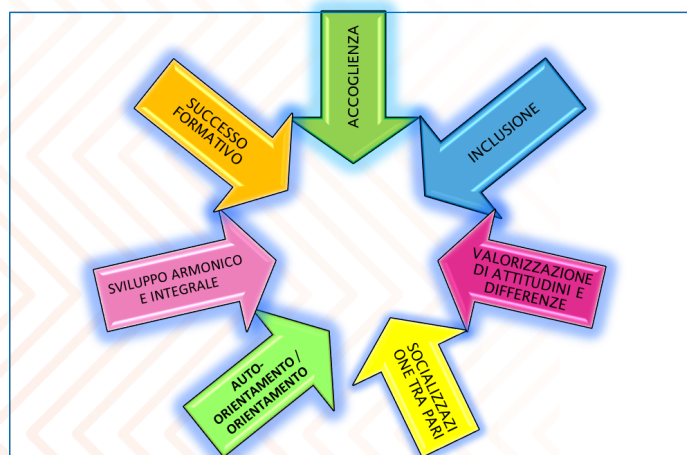 ACCOGLIENZA
INCLUSIONE
VALORIZZAZIONE
DI ATTITUDINI E
DIFFERENZE
SOCIALIZZAZI
ONE TRA PARI
AUTO-
ORIENTAMENTO /
ORIENTAMENTO
SVILUPPO ARMONICO
E INTEGRALE
SUCCESSO
FORMATIVO